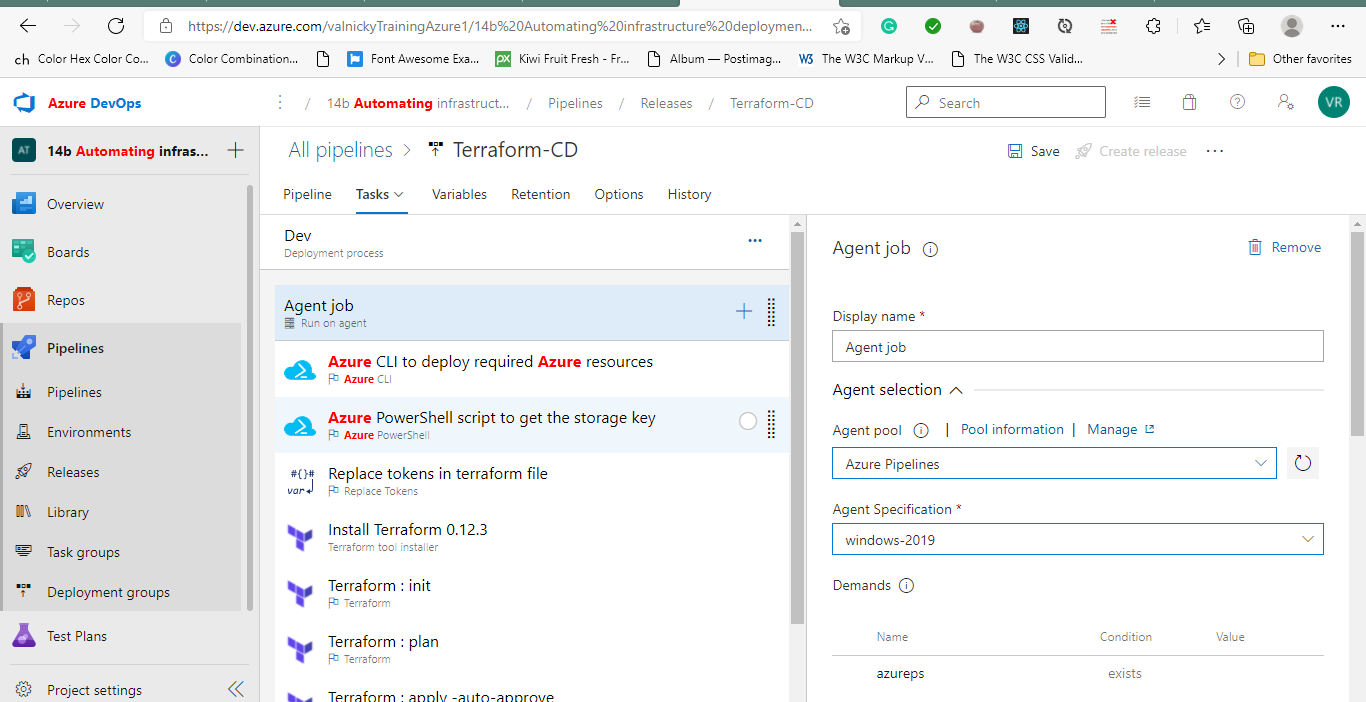 https://dev.azure.com/valnickyTrainingAzure1/14b%20Automating%20infrastructure%20deploymen...
ch Color Hex Color Co...
C Color Combination...
Font Awesome Exa...
px Kiwi Fruit Fresh - Fr...
Album — Postimag...
W3 The W3C Markup V...
The W3C CSS Valid...
Other favorites
Azure DevOps
/ 14b Automating infrastruct... / Pipelines / Releases / Terraform-CD
Search
VR
AT 14b Automating infras...
Overview
Boards
Repos
Pipelines
Pipelines
Environments
Releases
Library
Task groups
Deployment groups
Test Plans
Project settings
All pipelines > Terraform-CD
Save
Create release
...
Pipeline Tasks Variables Retention Options History
Dev
Deployment process
Agent job
Run on agent
Azure CLI to deploy required Azure resources
Azure CLI
Azure PowerShell script to get the storage key
Azure PowerShell
#{}#
var
Replace tokens in terraform file
Replace Tokens
Install Terraform 0.12.3
Terraform tool installer
Terraform : init
Terraform
Terraform : plan
Terraform
Terraform : apply -auto-approve
Agent job
Remove
Display name *
Agent job
Agent selection
Agent pool | Pool information | Manage
Azure Pipelines
Agent Specification *
windows-2019
Demands
Name Condition Value
azureps exists